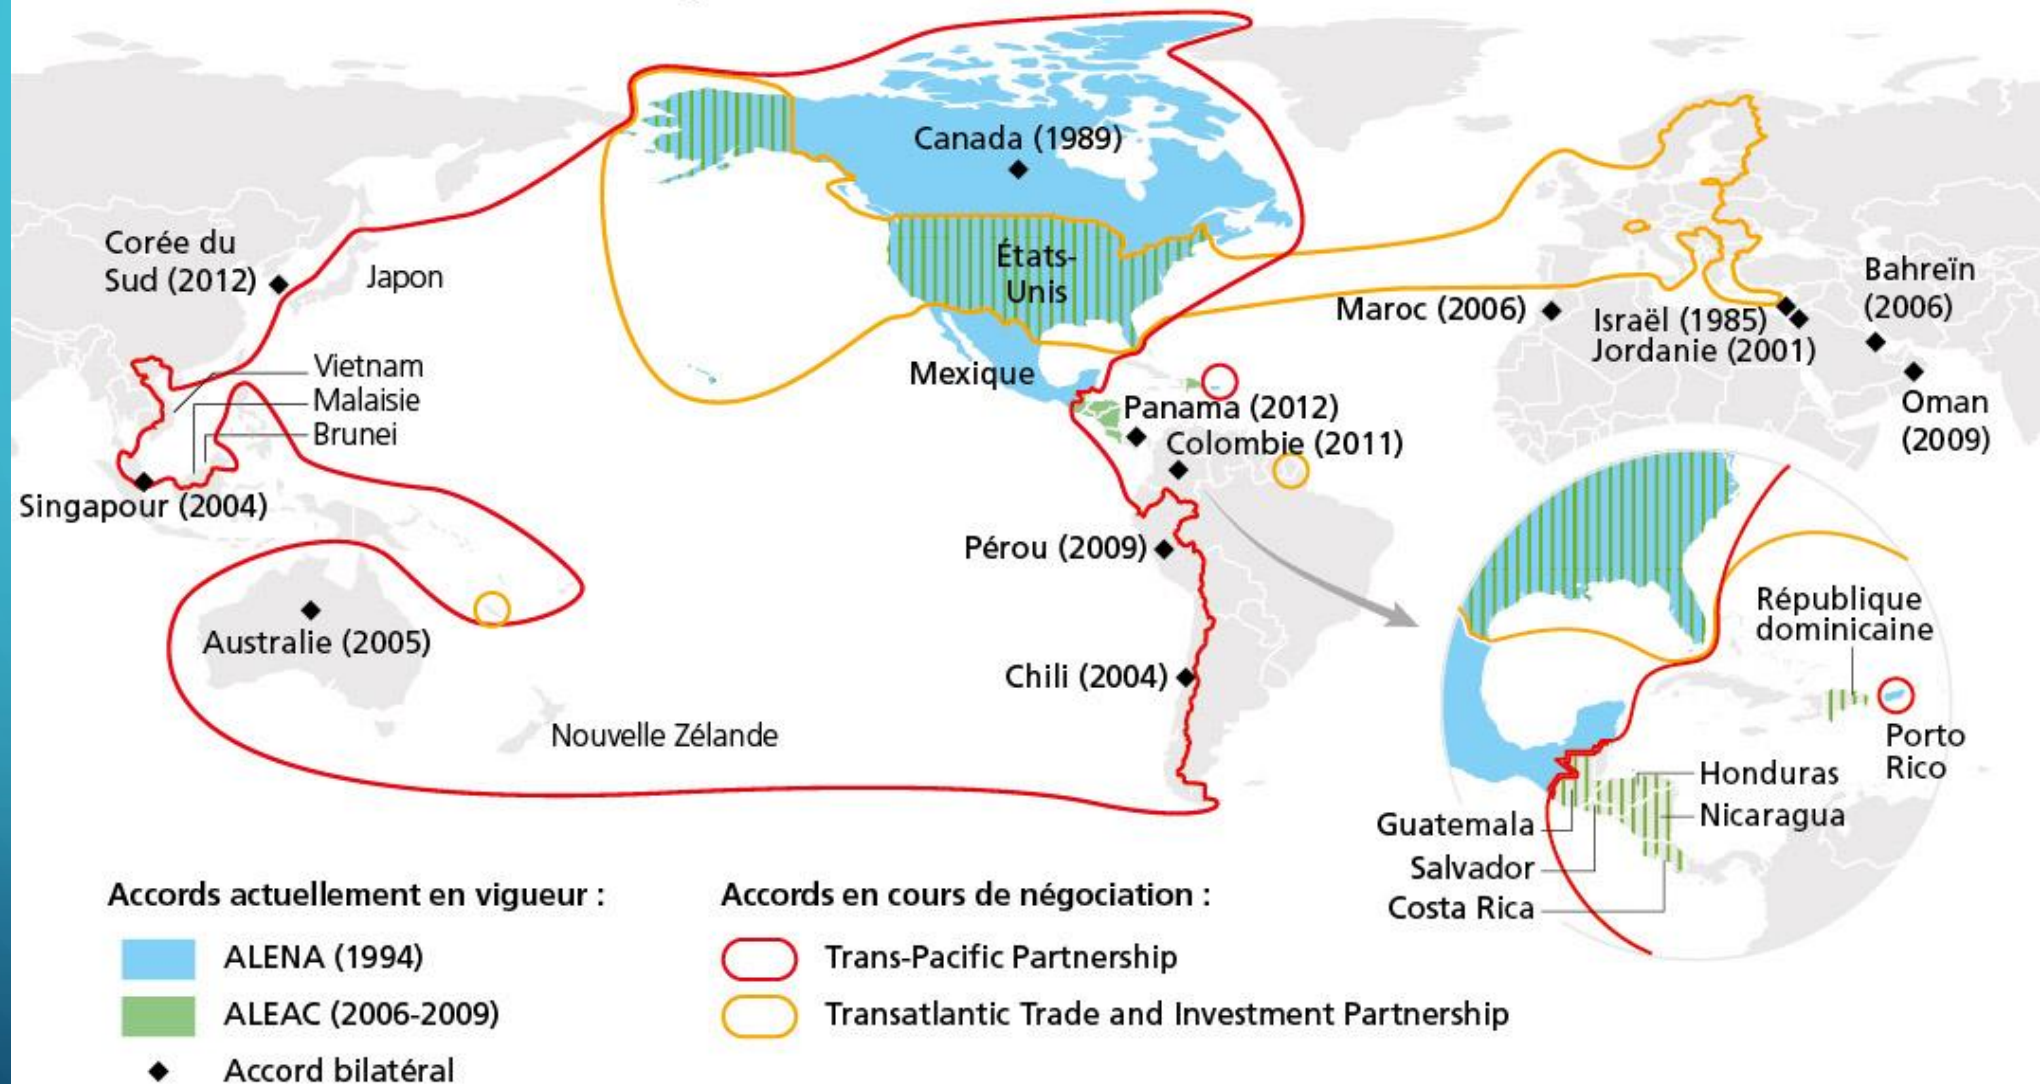 Canada (1989)
Corée du
Sud (2012)
Japon
États-
Unis
Bahreïn
(2006)
Maroc (2006)
Israël (1985)
Jordanie (2001)
Vietnam
Malaisie
Brunei
Mexique
Oman
(2009)
Panama (2012)
Colombie (2011)
Singapour (2004)
Pérou (2009)
Australie (2005)
Chili (2004)
Nouvelle Zélande
République
dominicaine
Porto
Rico
Honduras
Nicaragua
Guatemala
Salvador
Costa Rica
Accords actuellement en vigueur :
ALENA (1994)
ALEAC (2006-2009)
Accord bilatéral
Accords en cours de négociation :
Trans-Pacific Partnership
Transatlantic Trade and Investment Partnership